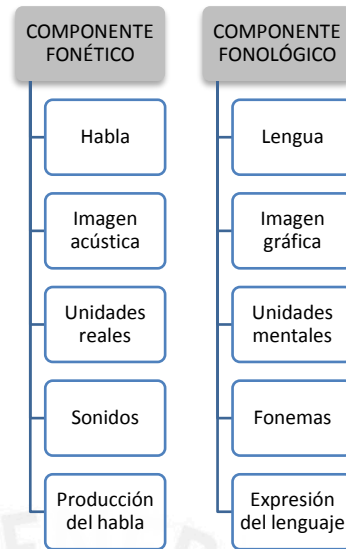 COMPONENTE
FONÉTICO
Habla
Imagen
acústica
Unidades
reales
Sonidos
Producción
del habla
COMPONENTE
FONOLÓGICO
Lengua
Imagen
gráfica
Unidades
mentales
Fonemas
Expresión
del lenguaje